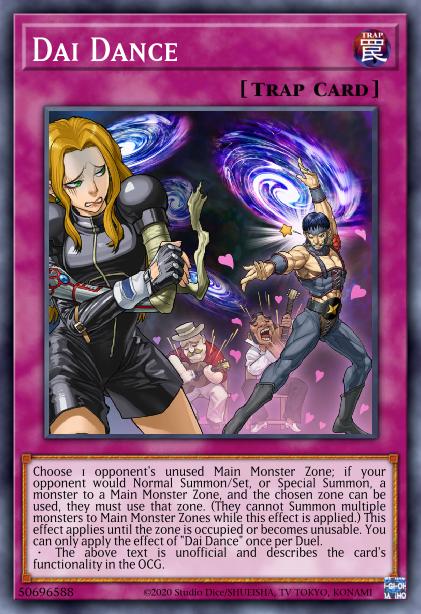 DAI DANCE
TRAP
罠
[TRAP CARD]
Choose 1 opponent's unused Main Monster Zone; if your
opponent would Normal Summon/Set, or Special Summon, a
monster to a Main Monster Zone, and the chosen zone can be
used, they must use that zone. (They cannot Summon multiple
monsters to Main Monster Zones while this effect is applied.) This
effect applies until the zone is occupied or becomes unusable. You
can only apply the effect of "Dai Dance" once per Duel.
· The above text is unofficial and describes the card's
functionality in the OCG.
50696588
©2020 Studio Dice/SHUEISHA, TV TOKYO, KONAMI